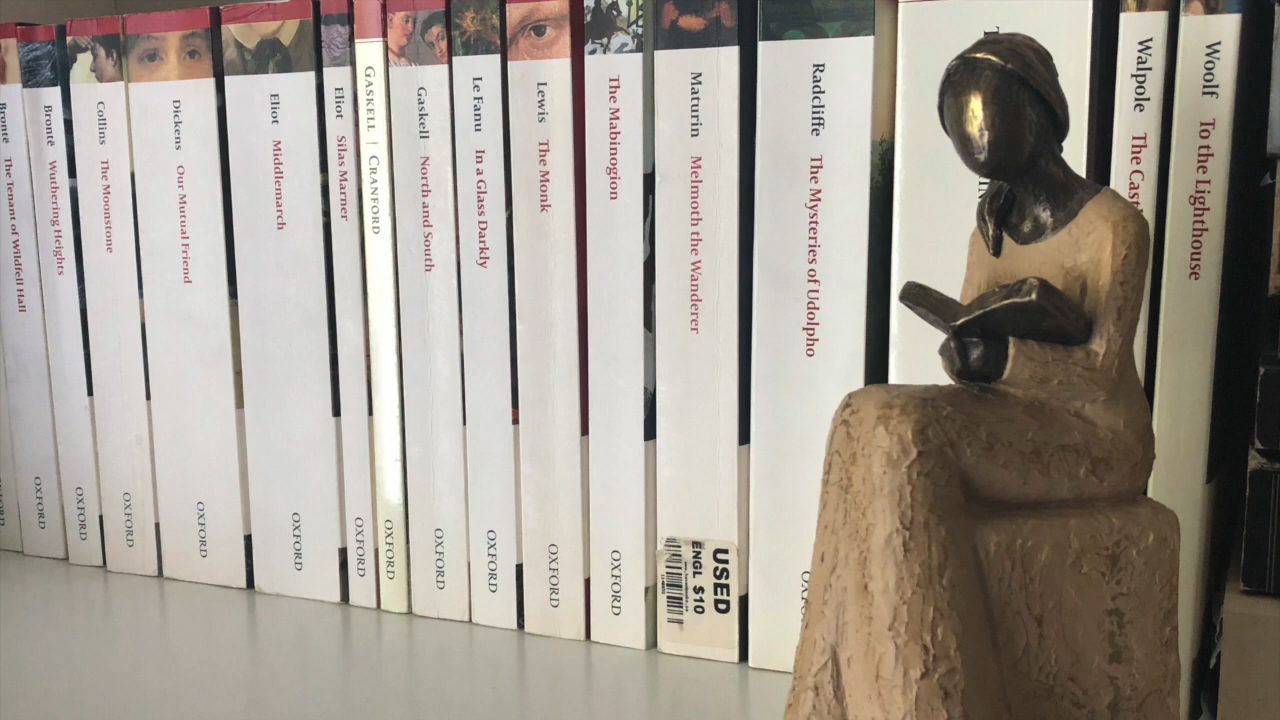 Brontë The Tenant of Wildfell Hall
OXFORD
Brontë Wuthering Heights
OXFORD
Collins The Moonstone
OXFORD
Dickens Our Mutual Friend
OXFORD
Eliot Middlemarch
OXFORD
Eliot Silas Marner
OXFORD
GASKELL | CRANFORD
OXFORD
Gaskell North and South
OXFORD
Le Fanu In a Glass Darkly
OXFORD
Lewis The Monk
OXFORD
The Mabinogion
OXFORD
Maturin Melmoth the Wanderer
USED
ENGL $10
Radcliffe The Mysteries of Udolpho
Walpole The
Woolf To the Lighthouse